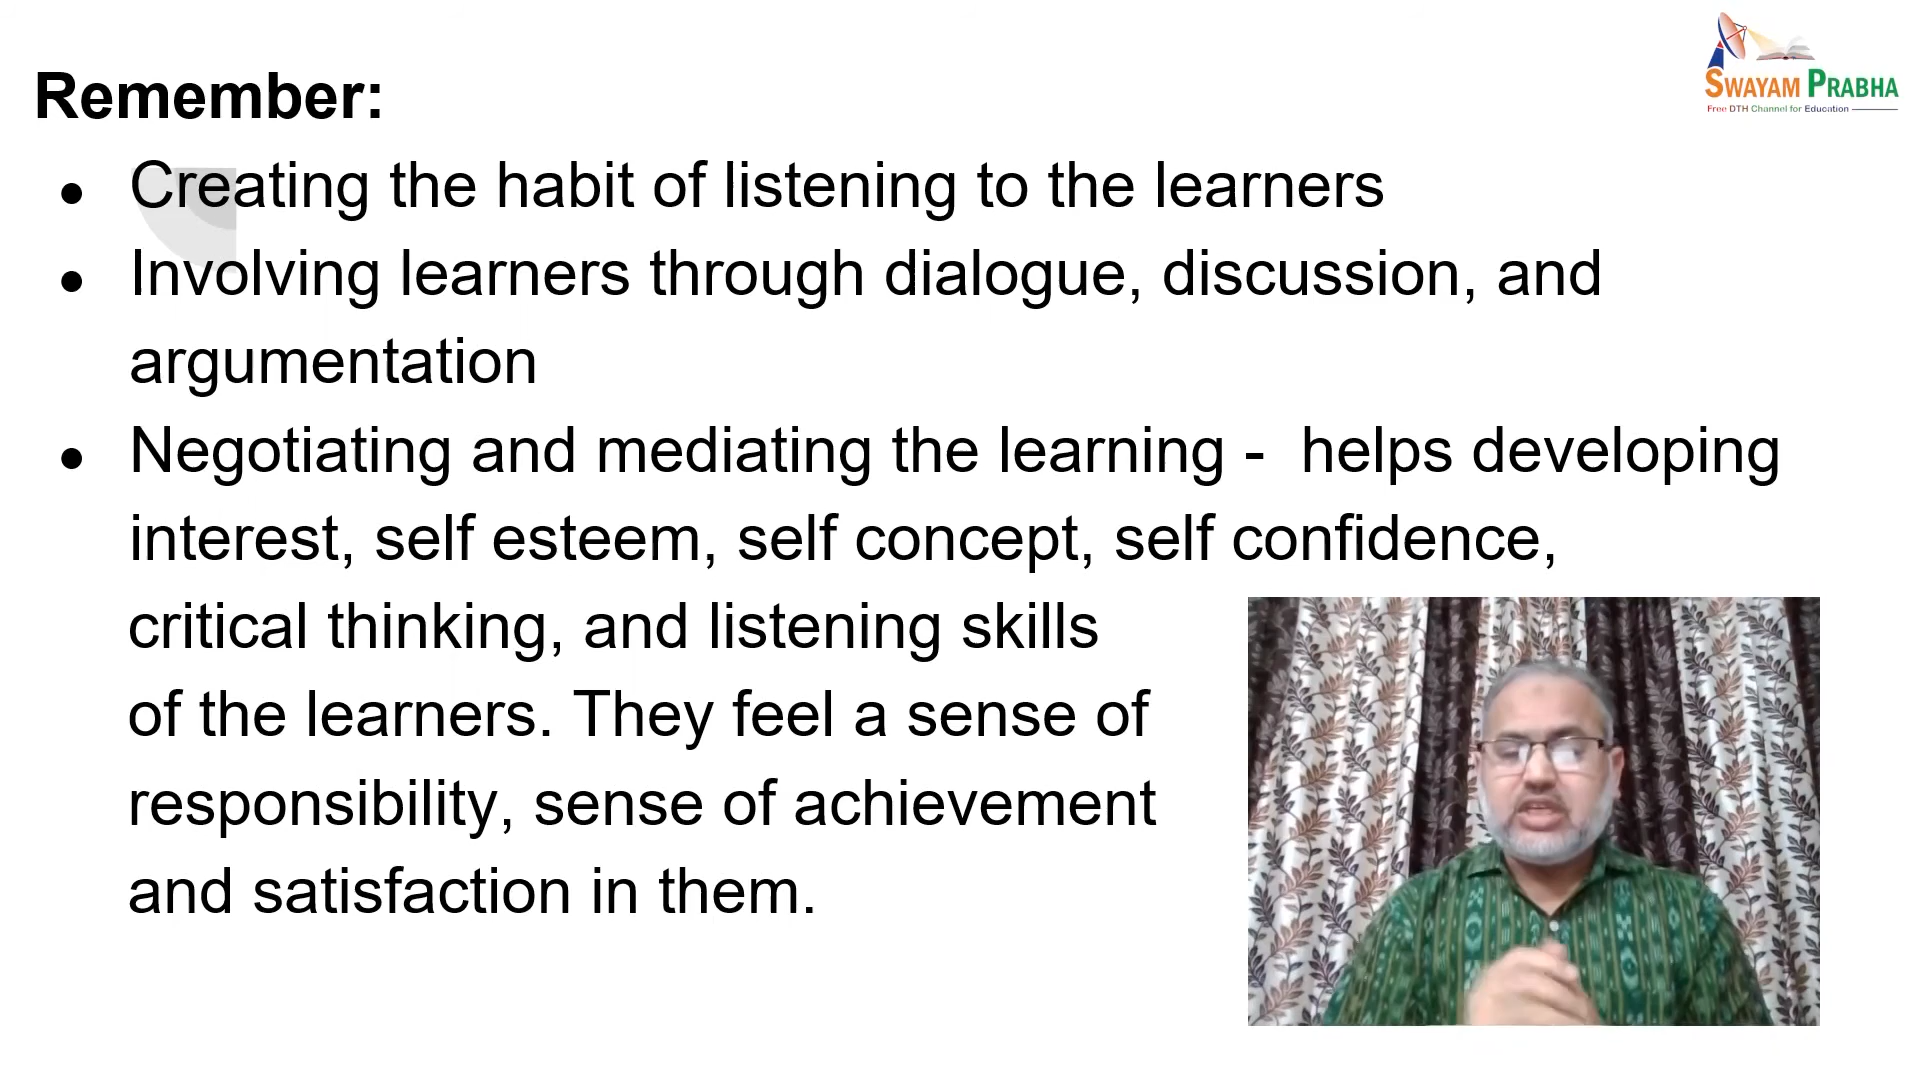 SWAYAM PRABHA
Free DTH Channel for Education
Remember:
● Creating the habit of listening to the learners
● Involving learners through dialogue, discussion, and
argumentation
● Negotiating and mediating the learning -  helps developing
interest, self esteem, self concept, self confidence,
critical thinking, and listening skills
of the learners. They feel a sense of
responsibility, sense of achievement
and satisfaction in them.